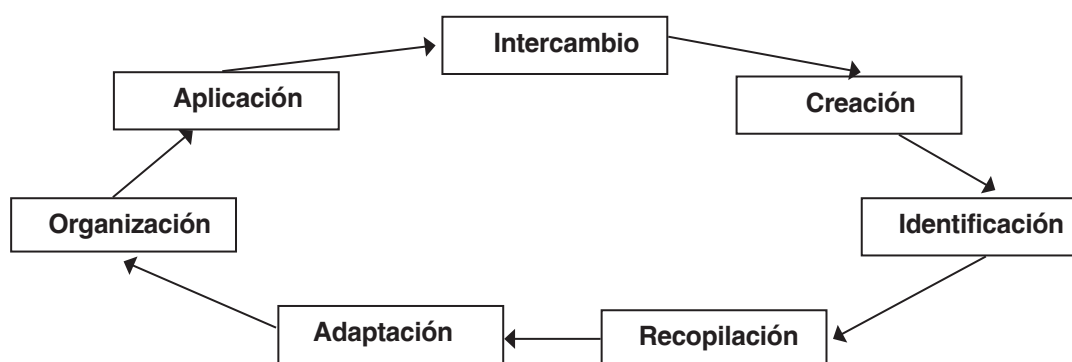 Intercambio
Aplicación
Creación
Organización
Identificación
Adaptación
Recopilación